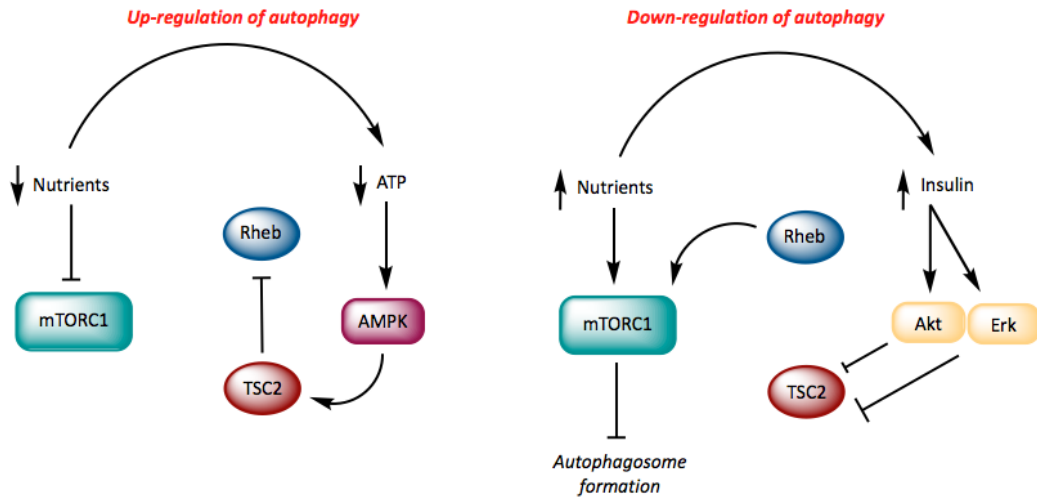 Up-regulation of autophagy
Nutrients
ATP
Rheb
mTORC1
AMPK
TSC2
Down-regulation of autophagy
Nutrients
Insulin
Rheb
mTORC1
Akt
Erk
TSC2
Autophagosome
formation